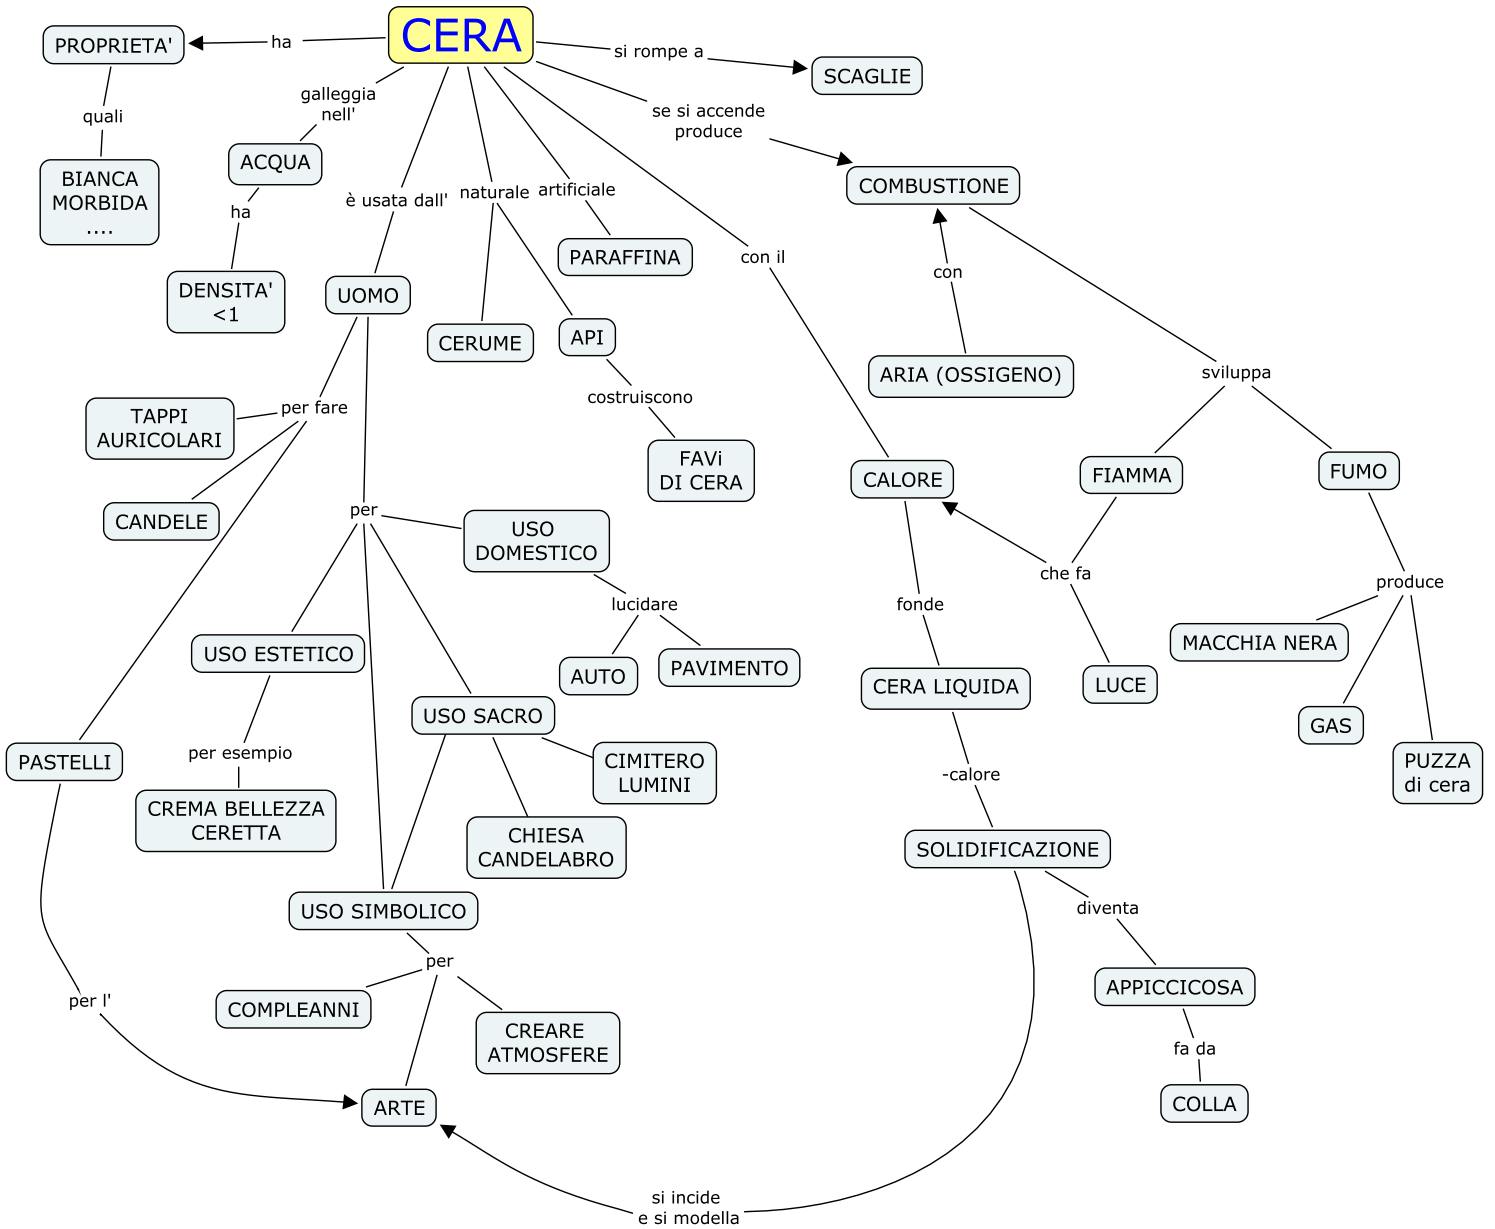 CERA
PROPRIETA'
ha
si rompe a
SCAGLIE
galleggia
nell'
se si accende
produce
quali
ACQUA
BIANCA
MORBIDA
....
COMBUSTIONE
è usata dall'
naturale
artificiale
ha
PARAFFINA
con il
con
DENSITA'
<1
UOMO
CERUME
API
ARIA (OSSIGENO)
sviluppa
costruiscono
per fare
TAPPI
AURICOLARI
FAVi
DI CERA
CALORE
FIAMMA
FUMO
CANDELE
per
USO
DOMESTICO
che fa
produce
fonde
lucidare
MACCHIA NERA
USO ESTETICO
AUTO
PAVIMENTO
CERA LIQUIDA
LUCE
USO SACRO
GAS
per esempio
PASTELLI
CIMITERO
LUMINI
-calore
PUZZA
di cera
CREMA BELLEZZA
CERETTA
CHIESA
CANDELABRO
SOLIDIFICAZIONE
USO SIMBOLICO
diventa
per
APPICCICOSA
per l'
COMPLEANNI
CREARE
ATMOSFERE
fa da
ARTE
COLLA
si incide
e si modella